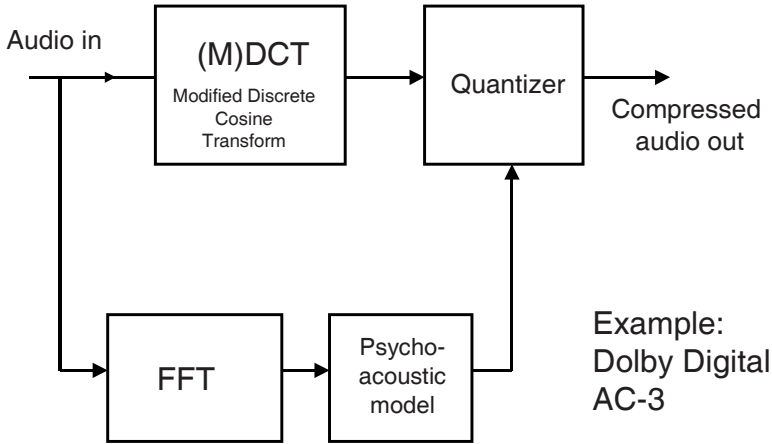 Audio in
(M)DCT
Modified Discrete
Cosine
Transform
Quantizer
Compressed
audio out
FFT
Psycho-
acoustic
model
Example:
Dolby Digital
AC-3